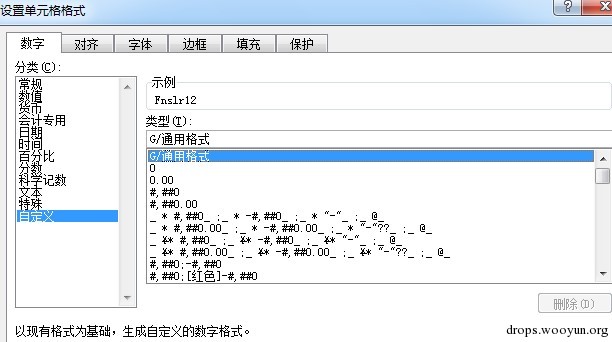 设置单元格格式
数字 对齐 字体 边框 填充 保护
分类(C):
常规
数值
货币
会计专用
日期
时间
百分比
分数
科学记数
文本
特殊
自定义
示例
Fnslr12
类型(T):
G/通用格式
G/通用格式
0
0.00
#,##0
#,##0.00
_ * #,##0_ ;_ * -#,##0_ ;_ * "-"_ ;_ @_
_ * #,##0.00_ ;_ * -#,##0.00_ ;_ * "-"??_ ;_ @_
_ ¥* #,##0_ ;_ ¥* -#,##0_ ;_ ¥* "-"_ ;_ @_
_ ¥* #,##0.00_ ;_ ¥* -#,##0.00_ ;_ ¥* "-"??_ ;_ @_
#,##0;-#,##0
#,##0;[红色]-#,##0
删除(D)
以现有格式为基础，生成自定义的数字格式。
drops.wooyun.org